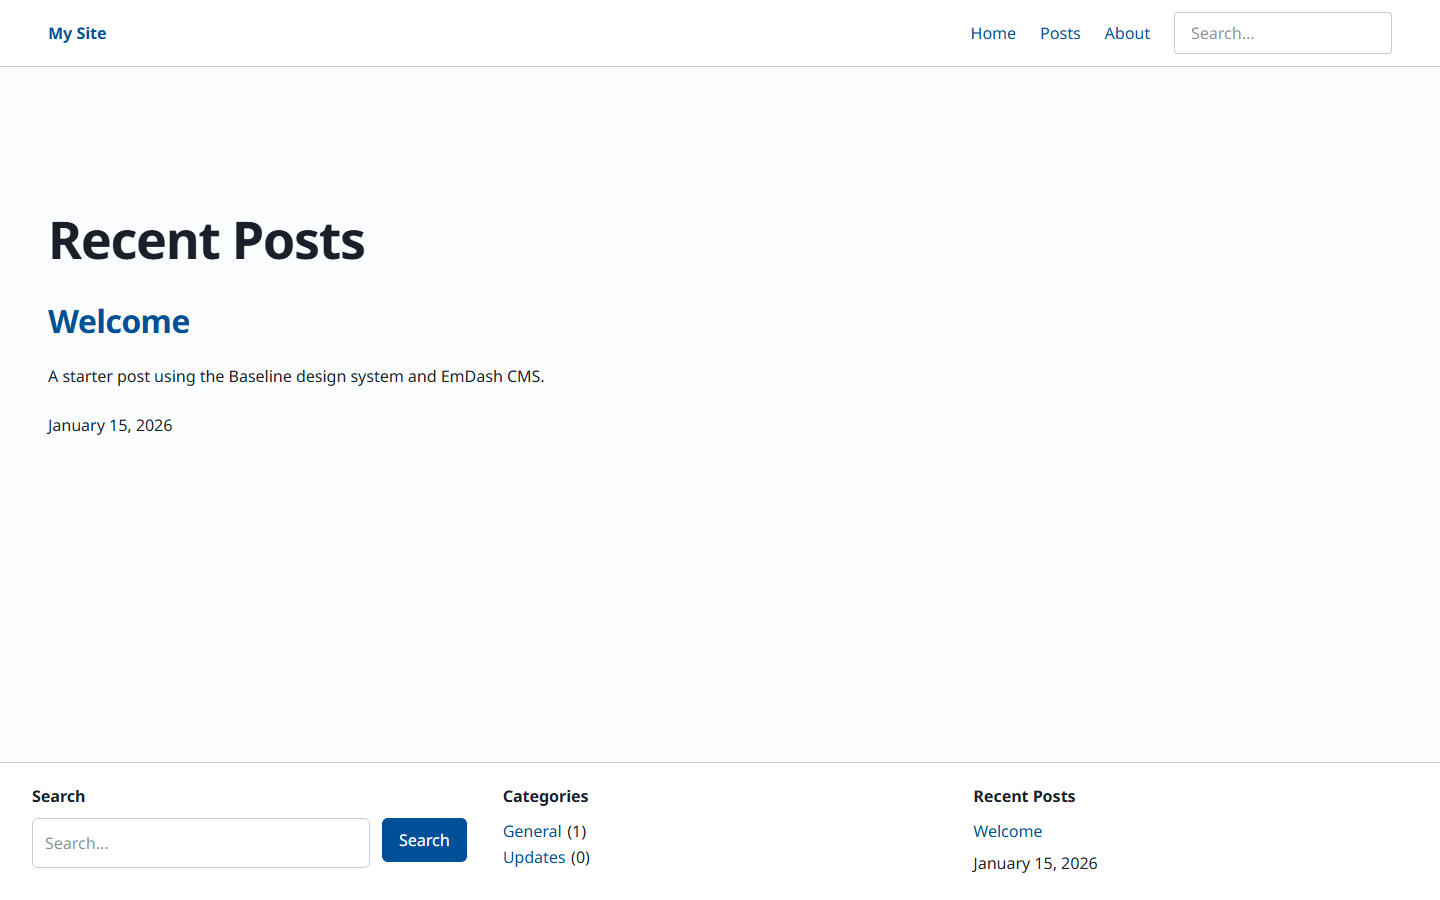 My Site
Home
Posts
About
Search...
Recent Posts
Welcome
A starter post using the Baseline design system and EmDash CMS.
January 15, 2026
Search
Search...
Search
Categories
General (1)
Updates (0)
Recent Posts
Welcome
January 15, 2026